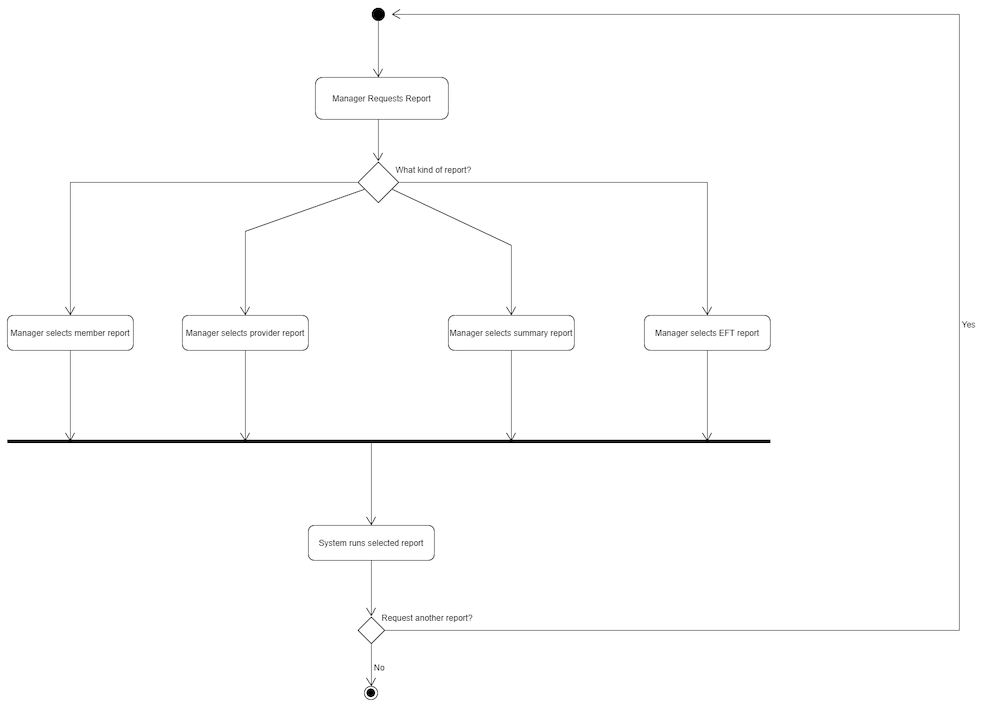 Manager Requests Report
What kind of report?
Manager selects member report
Manager selects provider report
Manager selects summary report
Manager selects EFT report
Yes
System runs selected report
Request another report?
No